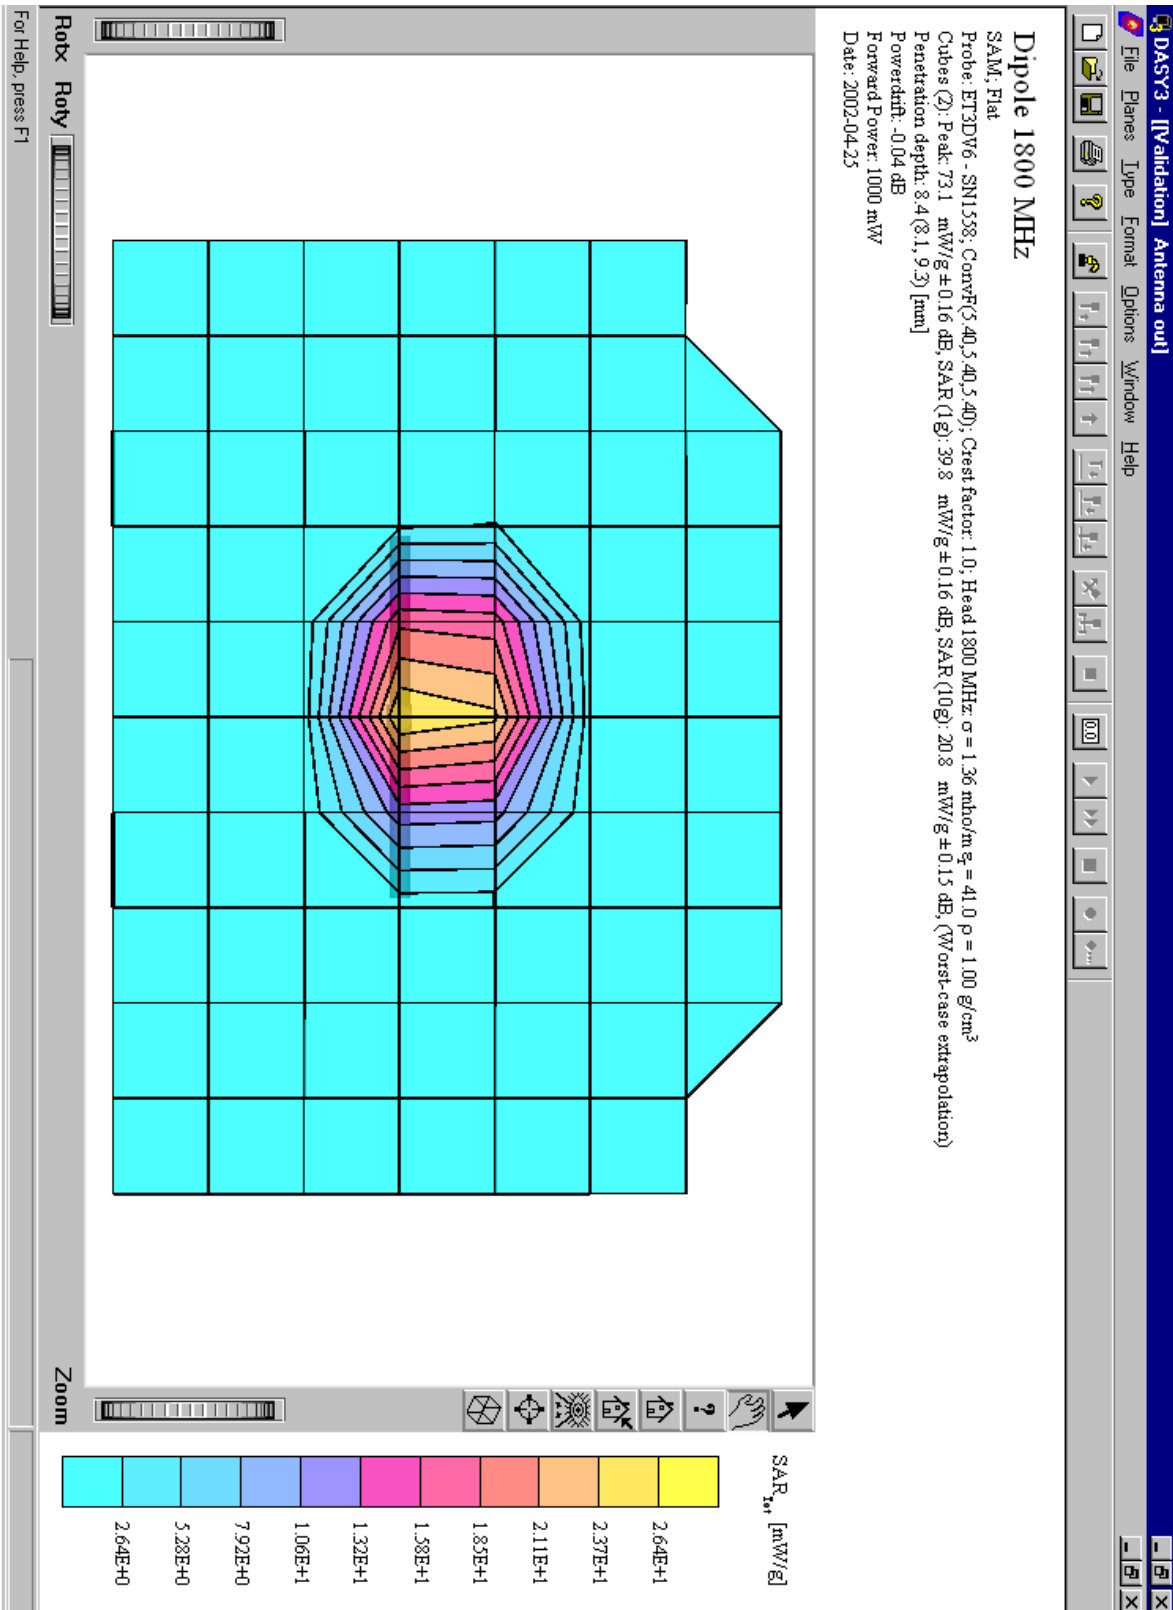 DASY3 - [[Validation] Antenna out]
File Planes Type Format Options Window Help
Dipole 1800 MHz
SAM; Flat
Probe: ET3DV6 - SN1558; ConvF(5.40,5.40,5.40); Crest factor: 1.0; Head 1800 MHz: σ = 1.36 mho/m εr = 41.0 ρ = 1.00 g/cm3
Cubes (2): Peak: 73.1 mW/g ± 0.16 dB, SAR (1g): 39.8 mW/g ± 0.16 dB, SAR (10g): 20.8 mW/g ± 0.15 dB, (Worst-case extrapolation)
Penetration depth: 8.4 (8.1, 9.3) [mm]
Powerdrift: -0.04 dB
Forward Power: 1000 mW
Date: 2002-04-25
SARTot [mW/g]
2.64E+1
2.37E+1
2.11E+1
1.85E+1
1.58E+1
1.32E+1
1.06E+1
7.92E+0
5.28E+0
2.64E+0
Rotx Roty Zoom
For Help, press F1